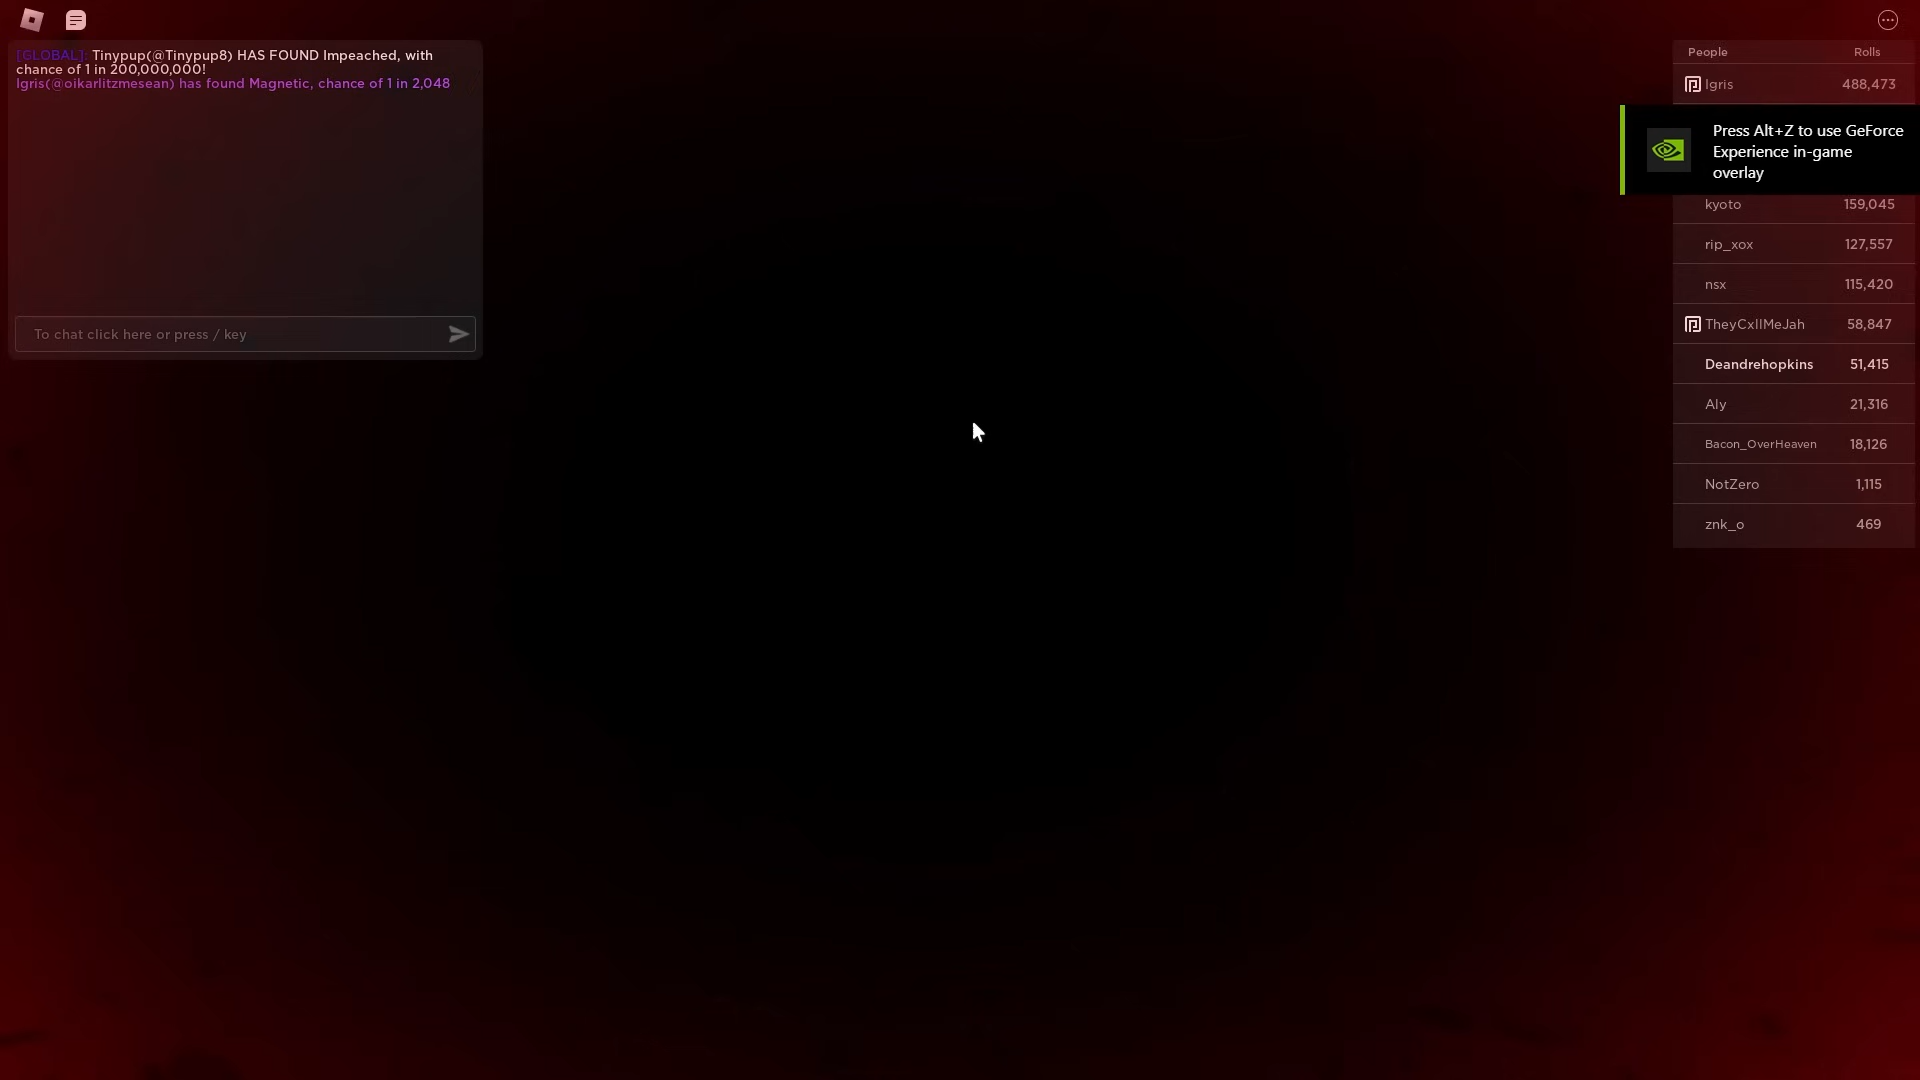 [GLOBAL]: Tinypup(@Tinypup8) HAS FOUND Impeached, with
chance of 1 in 200,000,000!
Igris(@oikarlitzmesean) has found Magnetic, chance of 1 in 2,048
To chat click here or press / key
People Rolls
Igris 488,473
Press Alt+Z to use GeForce
Experience in-game
overlay
kyoto 159,045
rip_xox 127,557
nsx 115,420
TheyCxllMeJah 58,847
Deandrehopkins 51,415
Aly 21,316
Bacon_OverHeaven 18,126
NotZero 1,115
znk_o 469